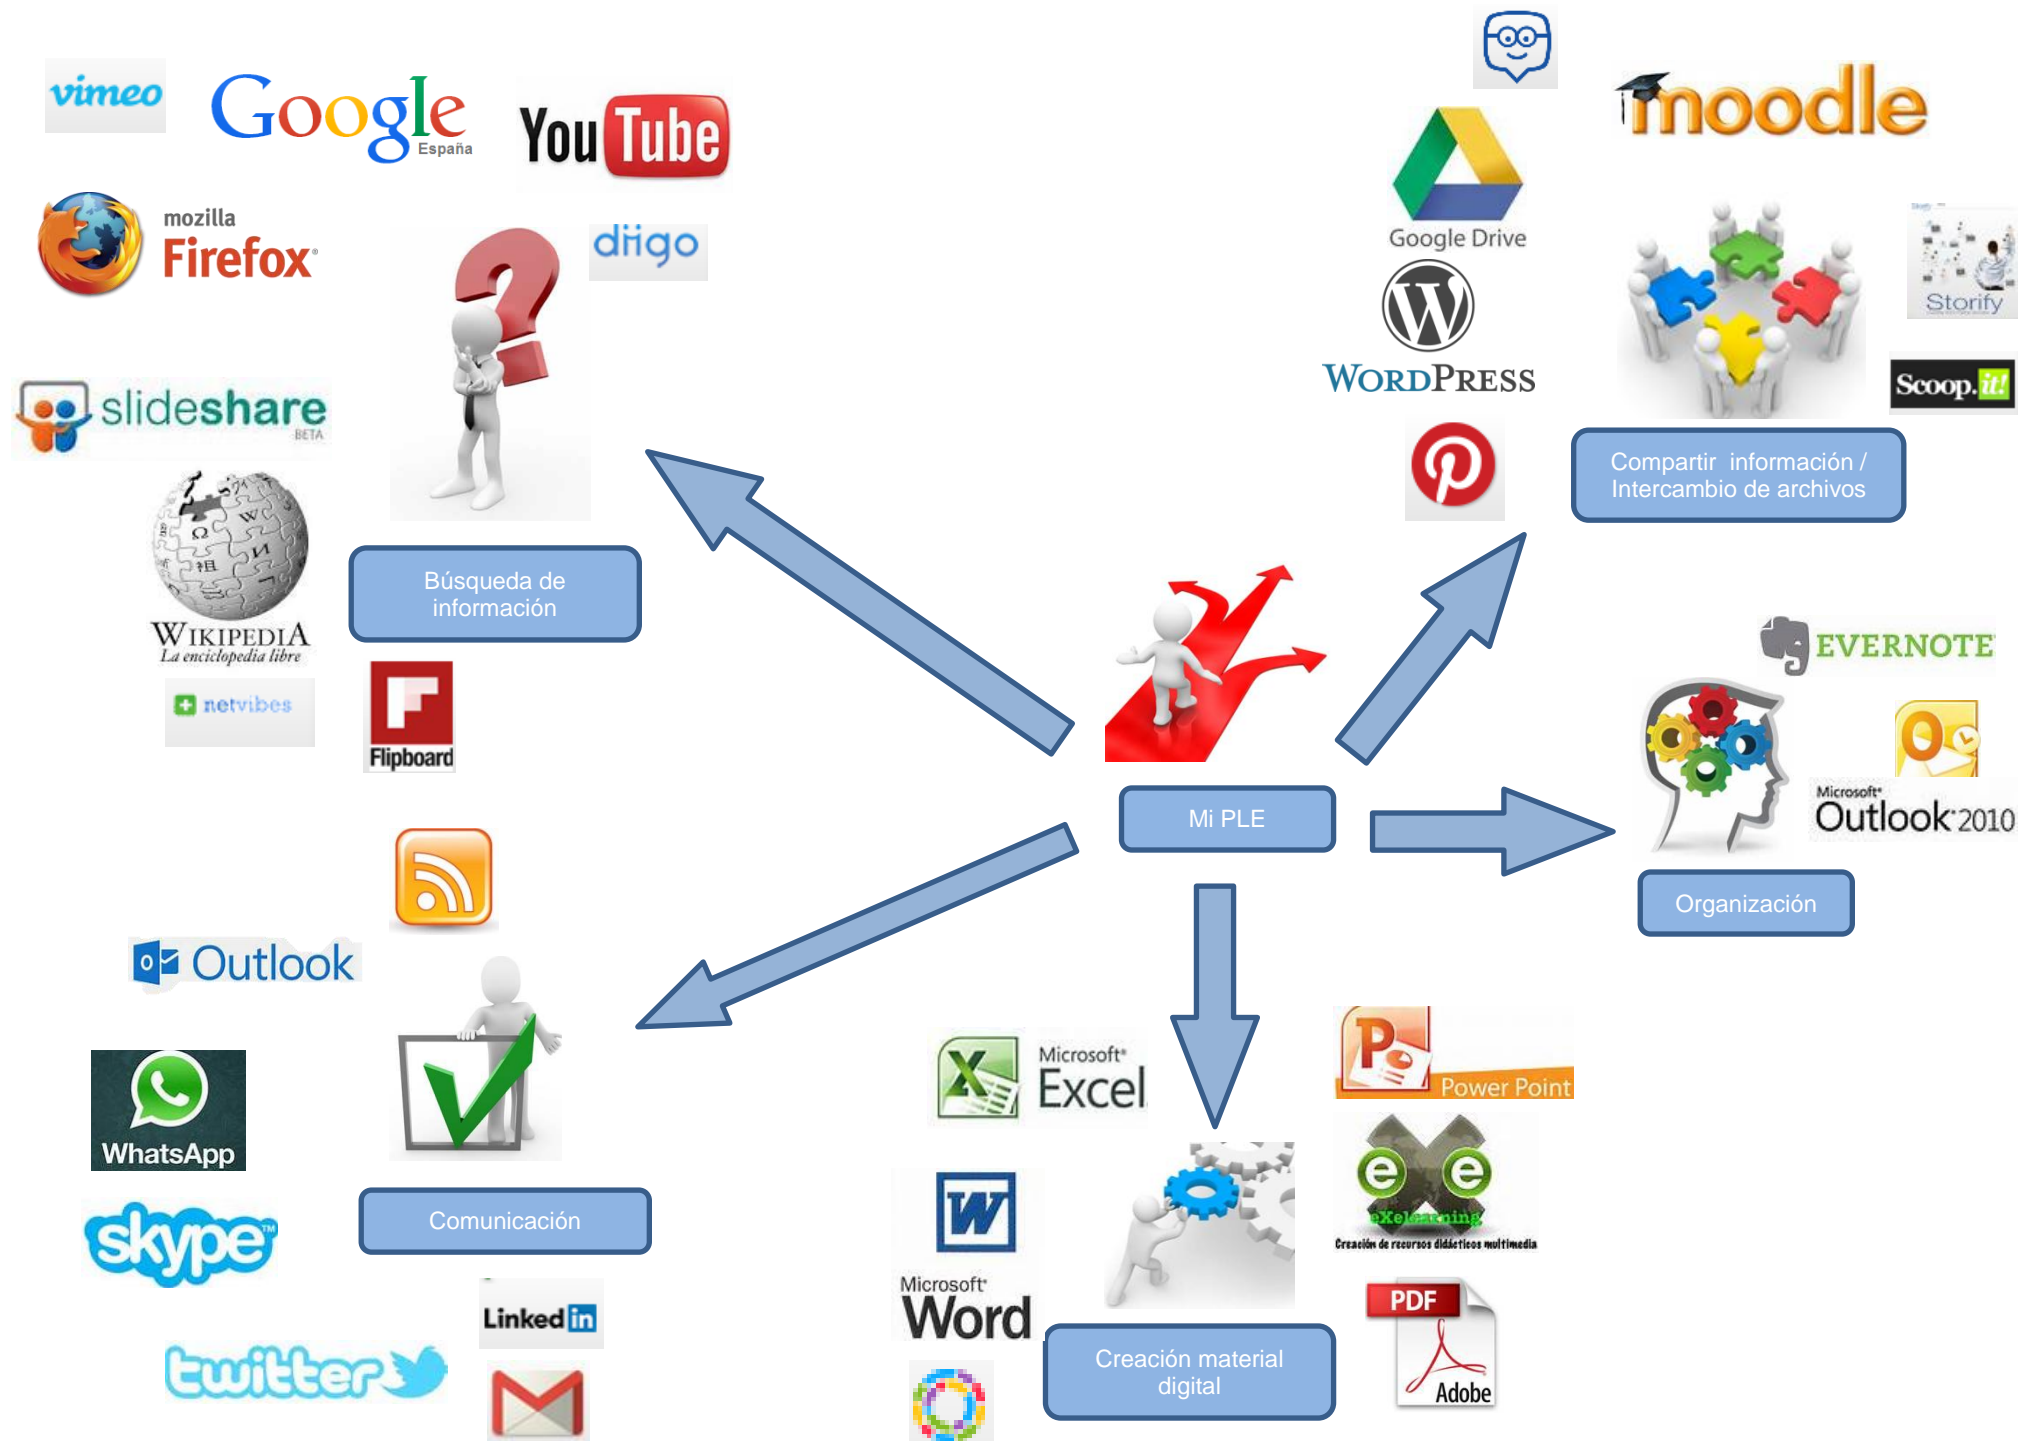 vimeo
Google
España
You Tube
mozilla
Firefox
diigo
slideshare
BETA
WIKIPEDIA
La enciclopedia libre
netvibes
Flipboard
Búsqueda de
información
moodle
Google Drive
WORDPRESS
Storify
Scoop.it!
Compartir información /
Intercambio de archivos
EVERNOTE
Microsoft
Outlook 2010
Organización
Mi PLE
Outlook
WhatsApp
skype™
Comunicación
Linked in
twitter
Microsoft
Excel
Microsoft
Word
Power Point
e e
eXelearning
Creación de recursos didácticos multimedia
PDF
Adobe
Creación material
digital